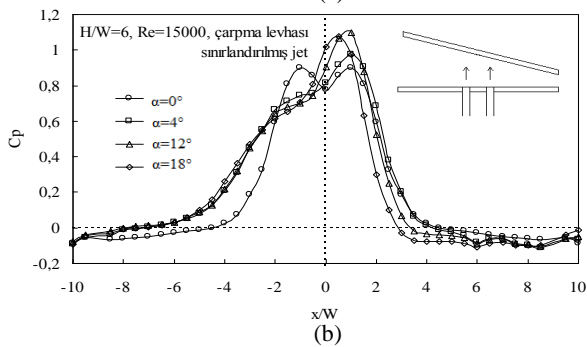 H/W=6, Re=15000, çarpma levhası
sınırlandırılmış jet
α=0°
α=4°
α=12°
α=18°
Cp
1,2
1
0,8
0,6
0,4
0,2
0
-0,2
-10 -8 -6 -4 -2 0 2 4 6 8 10
x/W
(b)